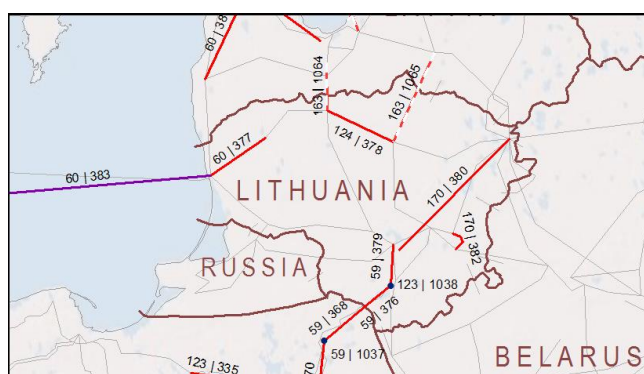 60 | 38
163 | 1064
163 | 1065
124 | 378
60 | 377
60 | 383
LITHUANIA
170 | 380
170 | 382
59 | 379
RUSSIA
123 | 1038
59 | 368
59 | 376
59 | 1037
123 | 335
70
BELARUS